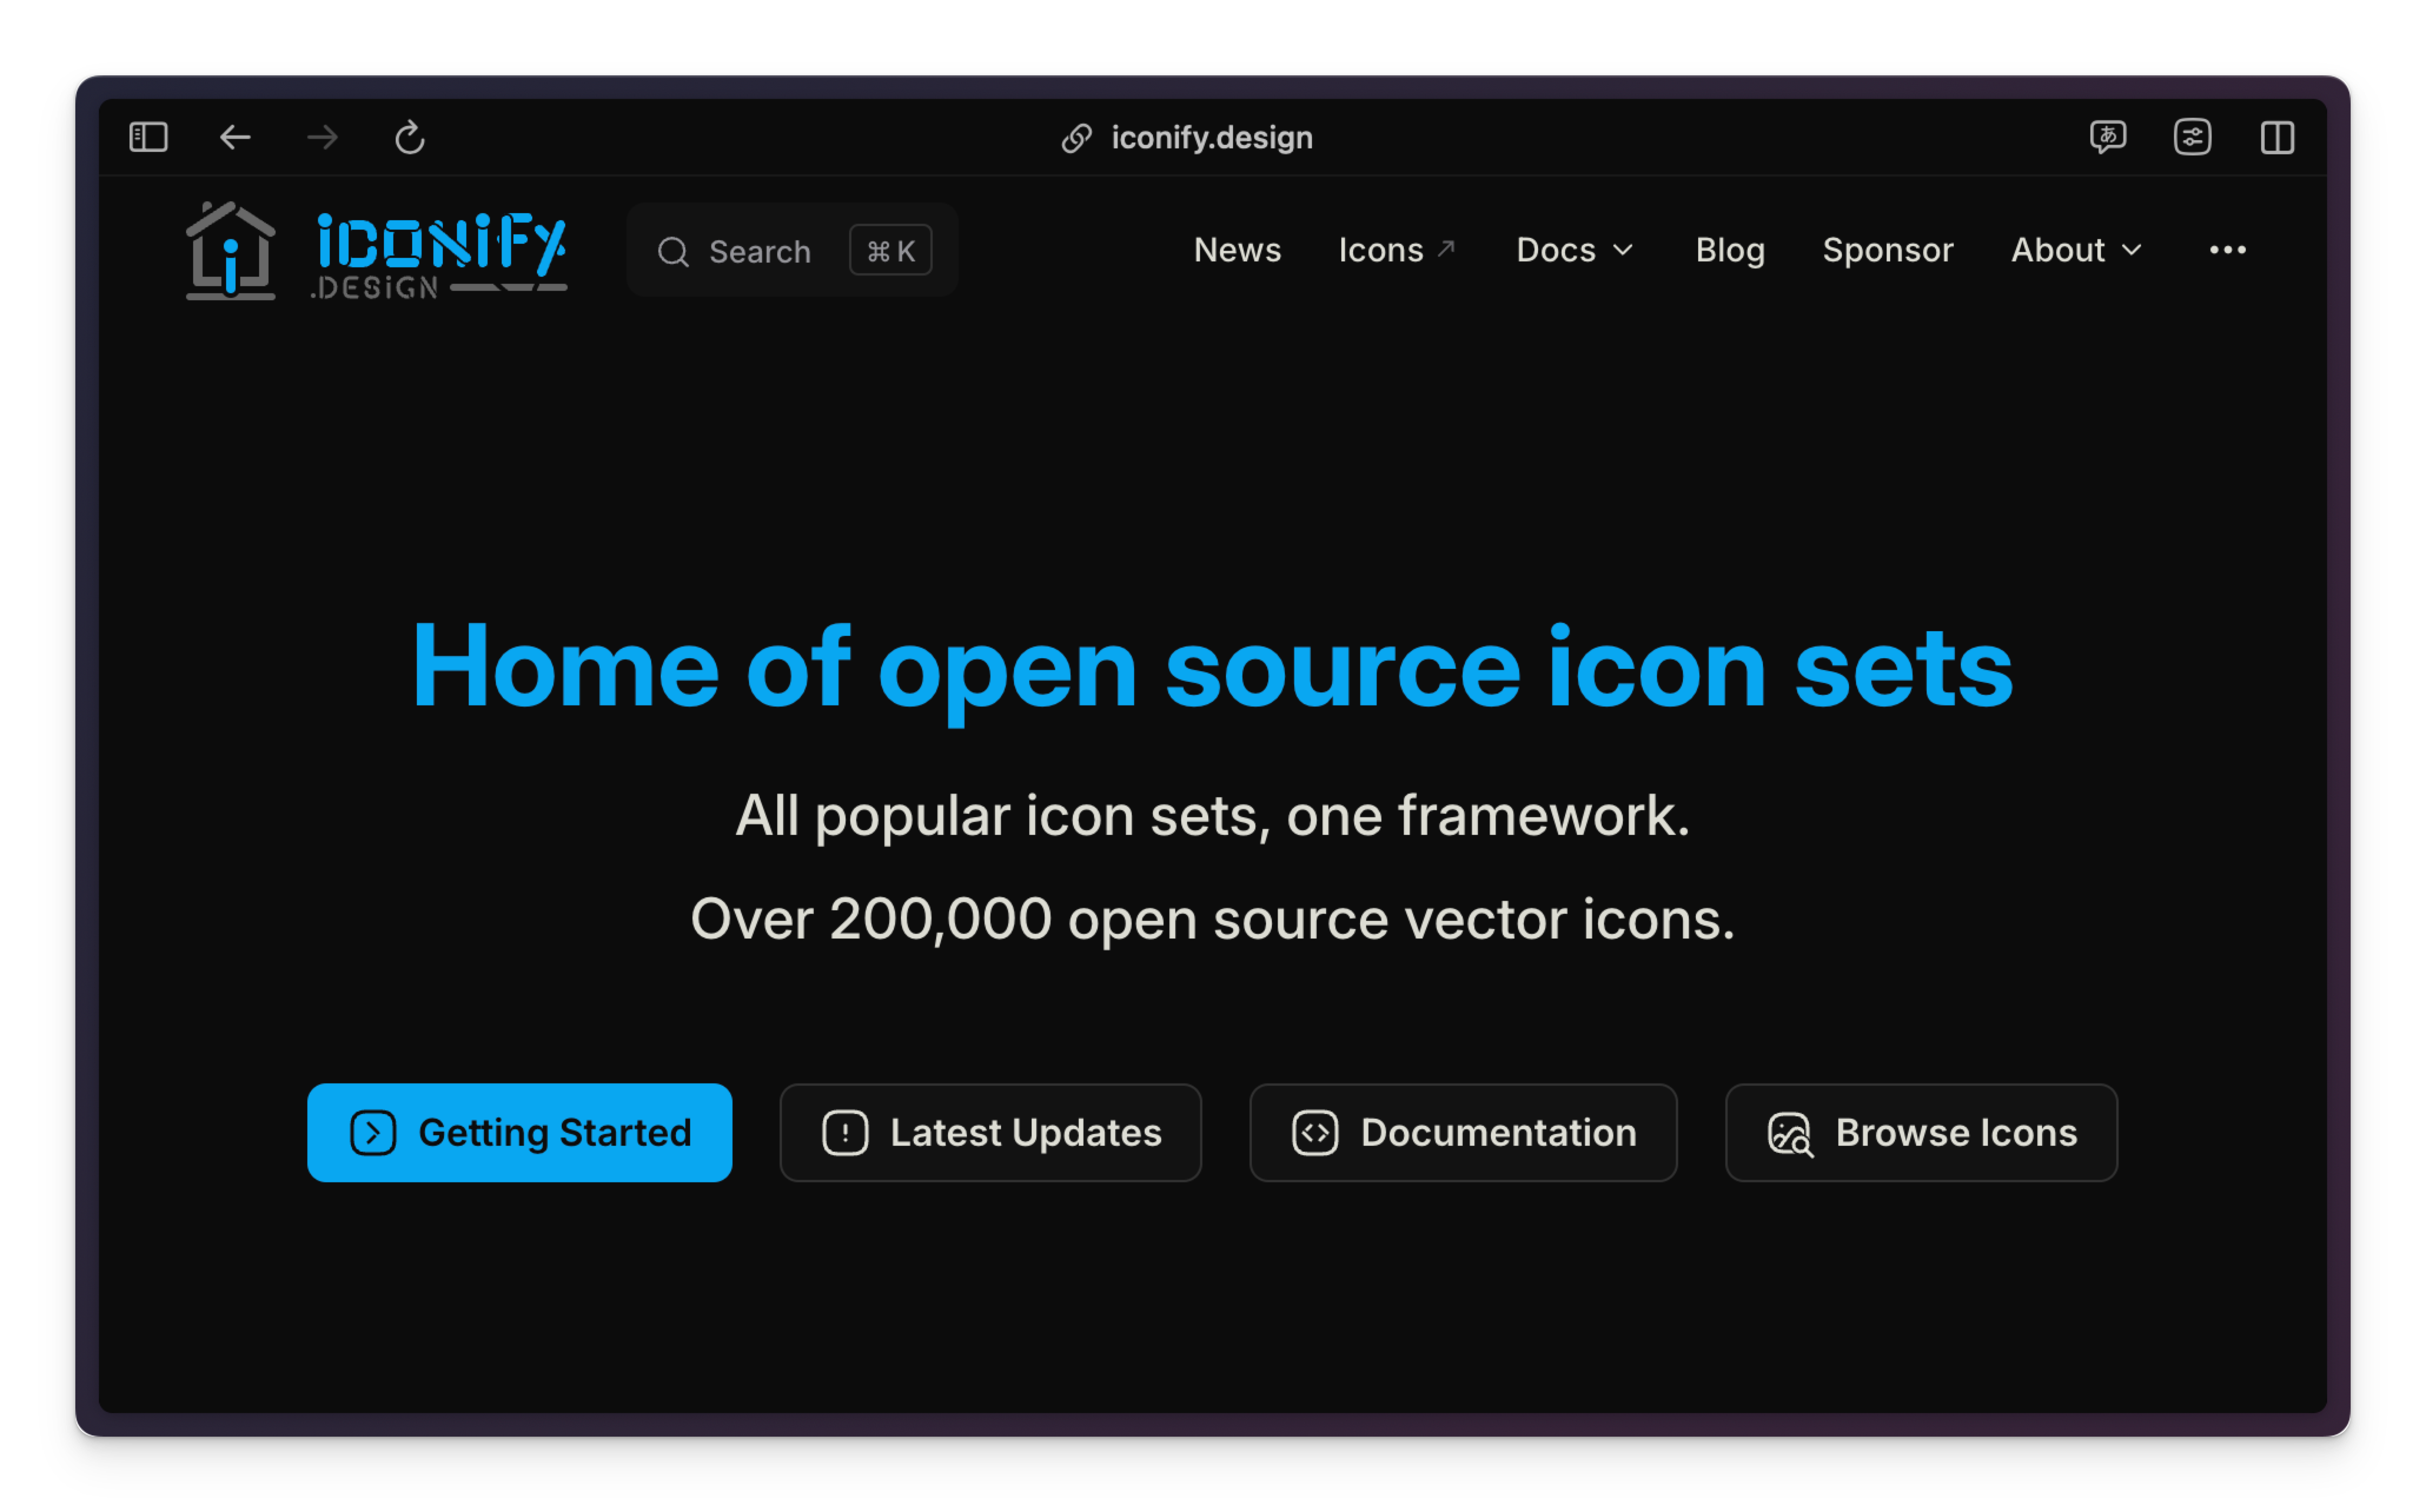 iconify.design
iCONiFY
.DESiGN
Search ⌘ K
News Icons Docs Blog Sponsor About
Home of open source icon sets
All popular icon sets, one framework.
Over 200,000 open source vector icons.
Getting Started Latest Updates Documentation Browse Icons